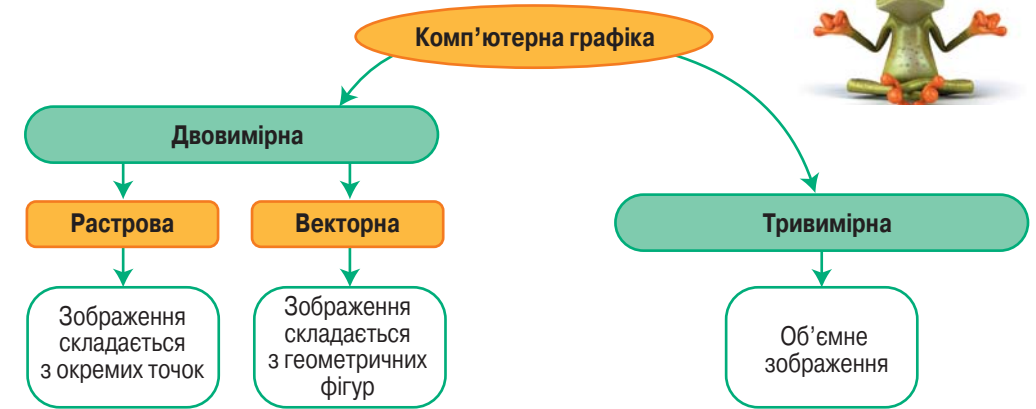 Комп’ютерна графіка
Двовимірна
Растрова
Векторна
Тривимірна
Зображення
складається
з окремих точок
Зображення
складається
з геометричних
фігур
Об’ємне
зображення